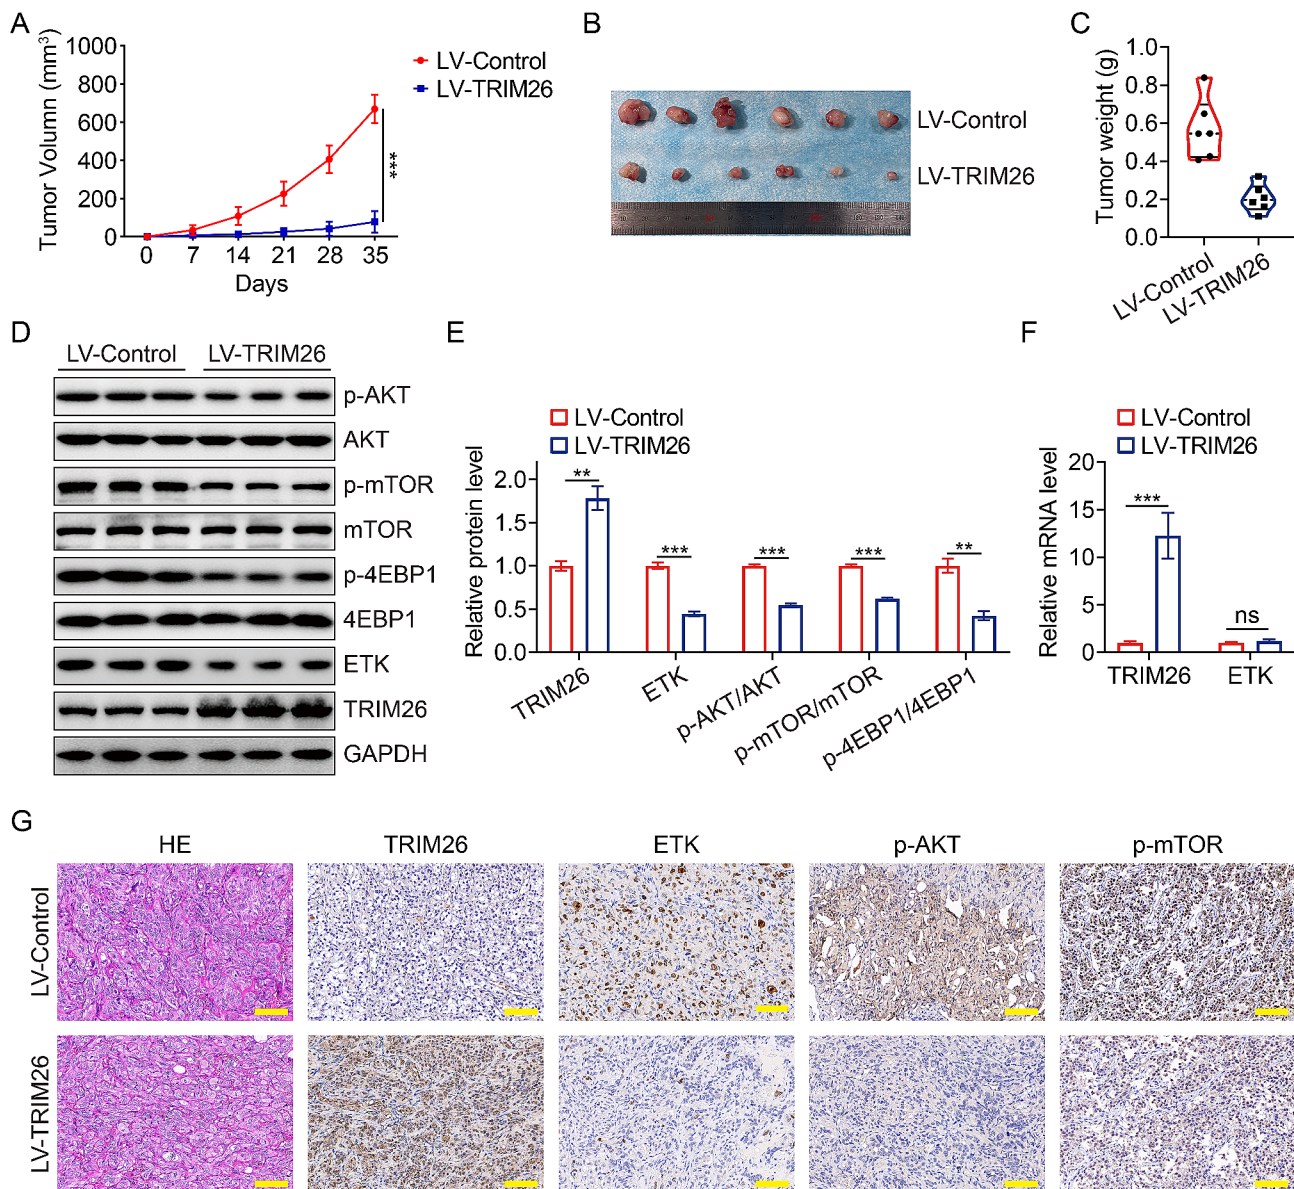 A
Tumor Volumn (mm³)
1000
800
600
400
200
0
0 7 14 21 28 35
Days
LV-Control
LV-TRIM26
***
B
LV-Control
LV-TRIM26
C
Tumor weight (g)
1.0
0.8
0.6
0.4
0.2
0.0
LV-Control
LV-TRIM26
D
LV-Control LV-TRIM26
p-AKT
AKT
p-mTOR
mTOR
p-4EBP1
4EBP1
ETK
TRIM26
GAPDH
E
LV-Control
LV-TRIM26
Relative protein level
2.0
1.5
1.0
0.5
0.0
** *** *** *** **
TRIM26 ETK p-AKT/AKT p-mTOR/mTOR p-4EBP1/4EBP1
F
LV-Control
LV-TRIM26
Relative mRNA level
20
15
10
5
0
*** ns
TRIM26 ETK
G
HE TRIM26 ETK p-AKT p-mTOR
LV-Control
LV-TRIM26